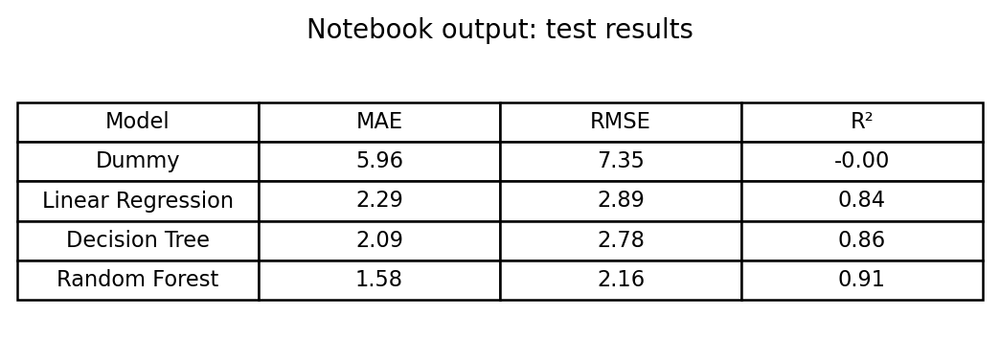 Notebook output: test results
Model MAE RMSE R²
Dummy 5.96 7.35 -0.00
Linear Regression 2.29 2.89 0.84
Decision Tree 2.09 2.78 0.86
Random Forest 1.58 2.16 0.91